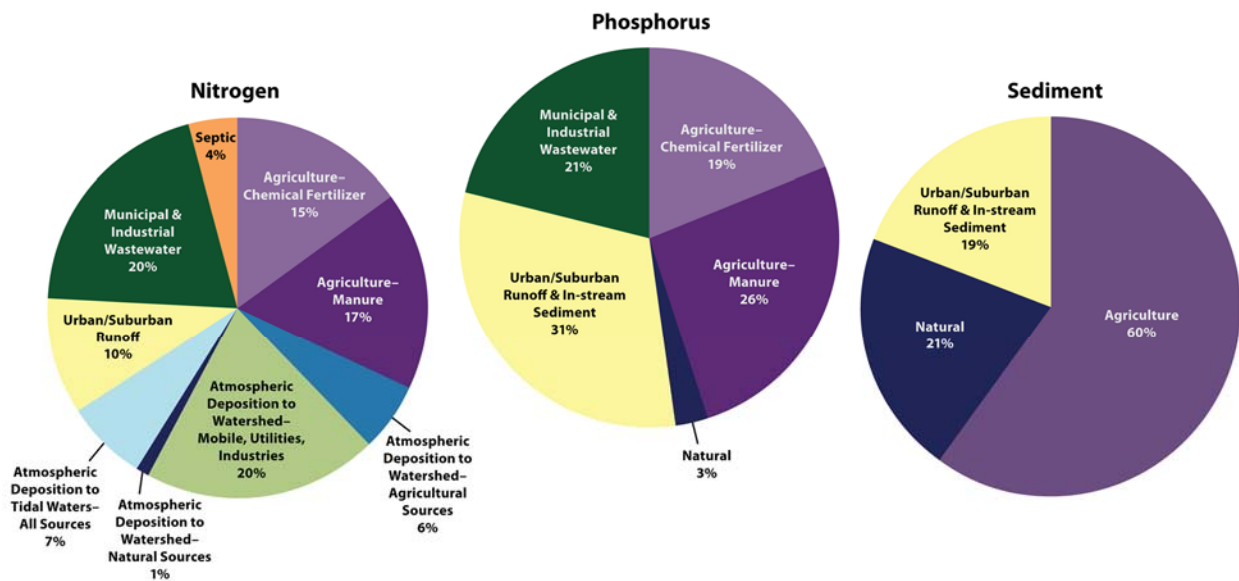 Nitrogen
Septic
4%
Agriculture–
Chemical Fertilizer
15%
Agriculture–
Manure
17%
Atmospheric
Deposition to
Watershed–
Agricultural
Sources
6%
Atmospheric
Deposition to
Watershed–
Mobile, Utilities,
Industries
20%
Atmospheric
Deposition to
Watershed–
Natural Sources
1%
Atmospheric
Deposition to
Tidal Waters–
All Sources
7%
Urban/Suburban
Runoff
10%
Municipal &
Industrial
Wastewater
20%
Phosphorus
Agriculture–
Chemical Fertilizer
19%
Agriculture–
Manure
26%
Natural
3%
Urban/Suburban
Runoff & In-stream
Sediment
31%
Municipal &
Industrial
Wastewater
21%
Sediment
Agriculture
60%
Natural
21%
Urban/Suburban
Runoff & In-stream
Sediment
19%